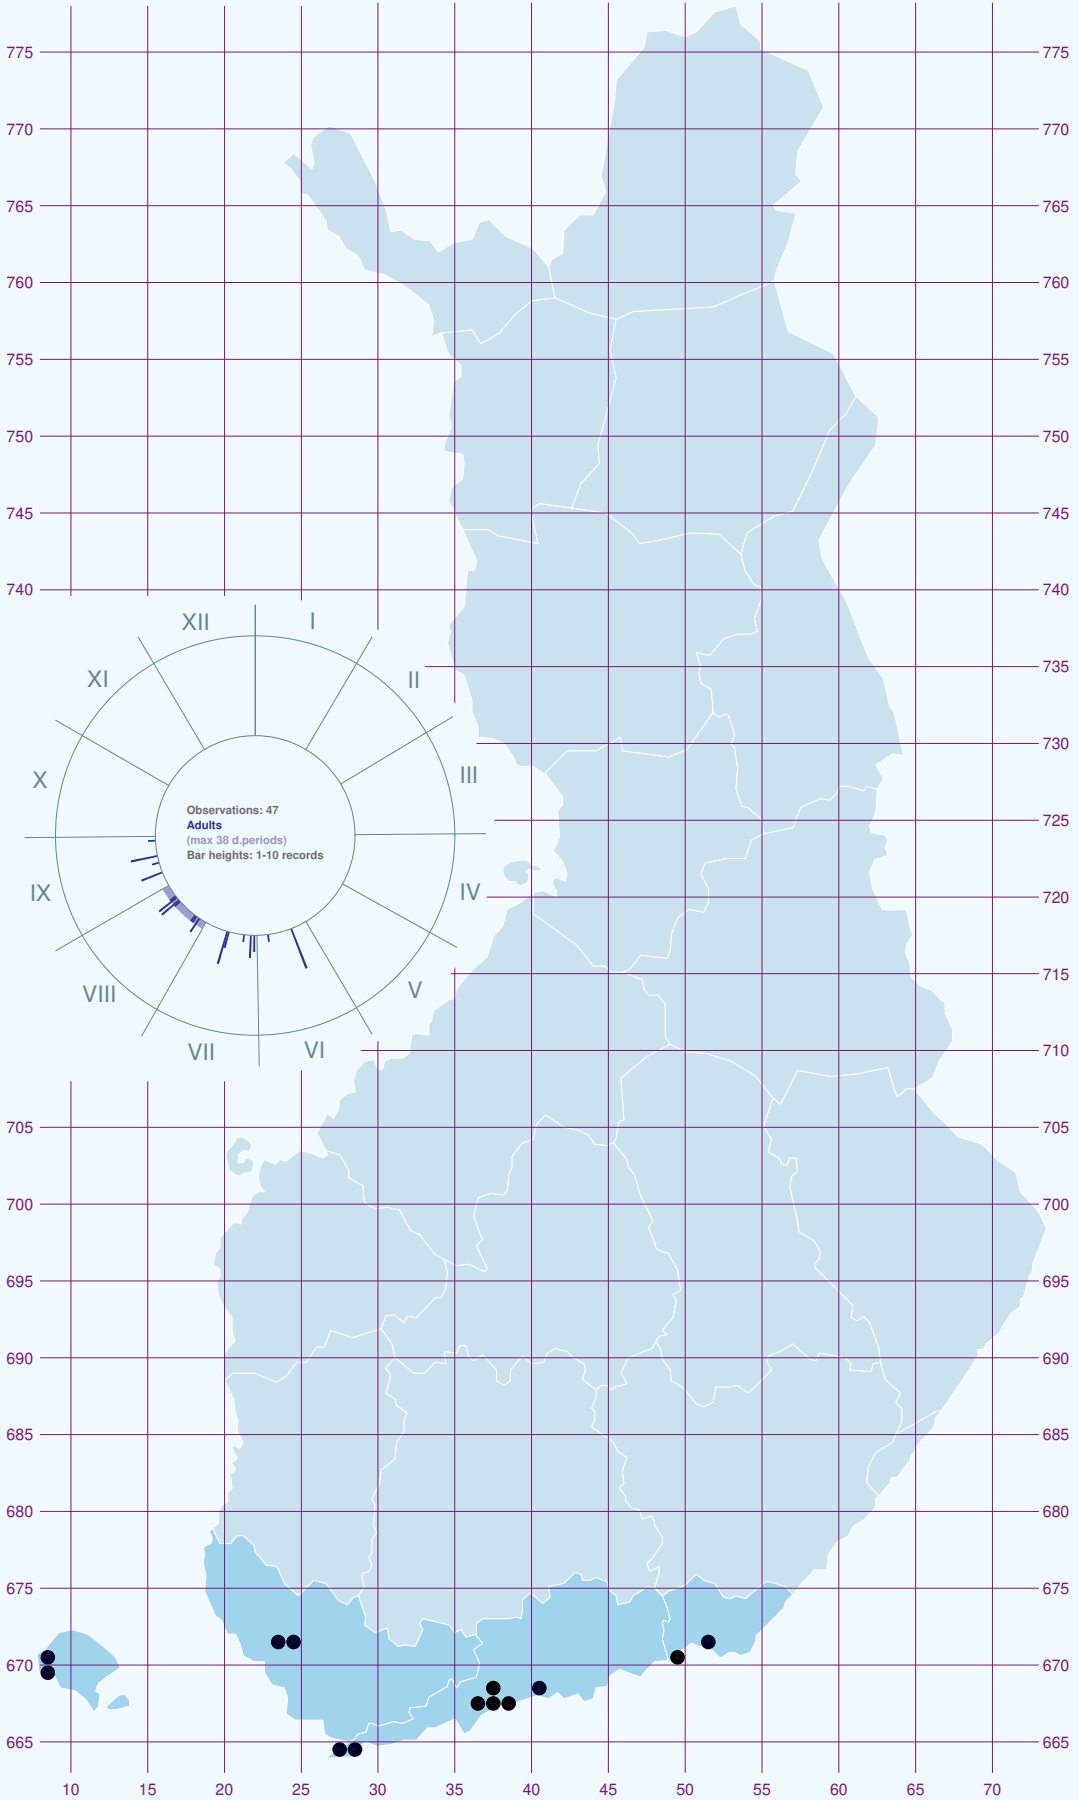 775 775
770 770
765 765
760 760
755 755
750 750
745 745
740 740
XII I
XI II
735
X III
730
Observations: 47
Adults
(max 38 d.periods)
Bar heights: 1-10 records
725
IX IV
720
VIII V
715
VII VI
710
705 705
700 700
695 695
690 690
685 685
680 680
675 675
670 670
665 665
10 15 20 25 30 35 40 45 50 55 60 65 70